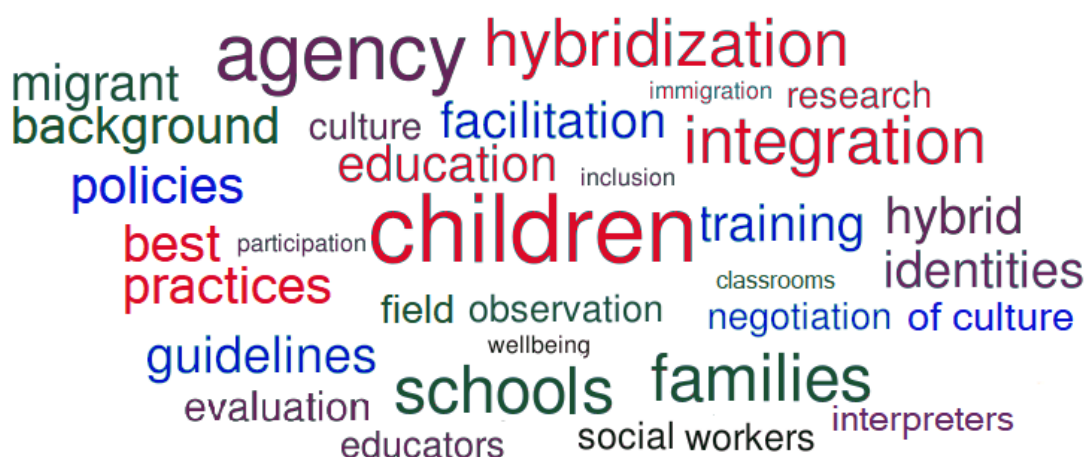 agency hybridization
migrant
immigration research
background culture facilitation integration
education
inclusion
policies
children training hybrid
best participation
identities
practices
classrooms
field observation negotiation of culture
wellbeing
guidelines
schools families
evaluation
interpreters
educators social workers